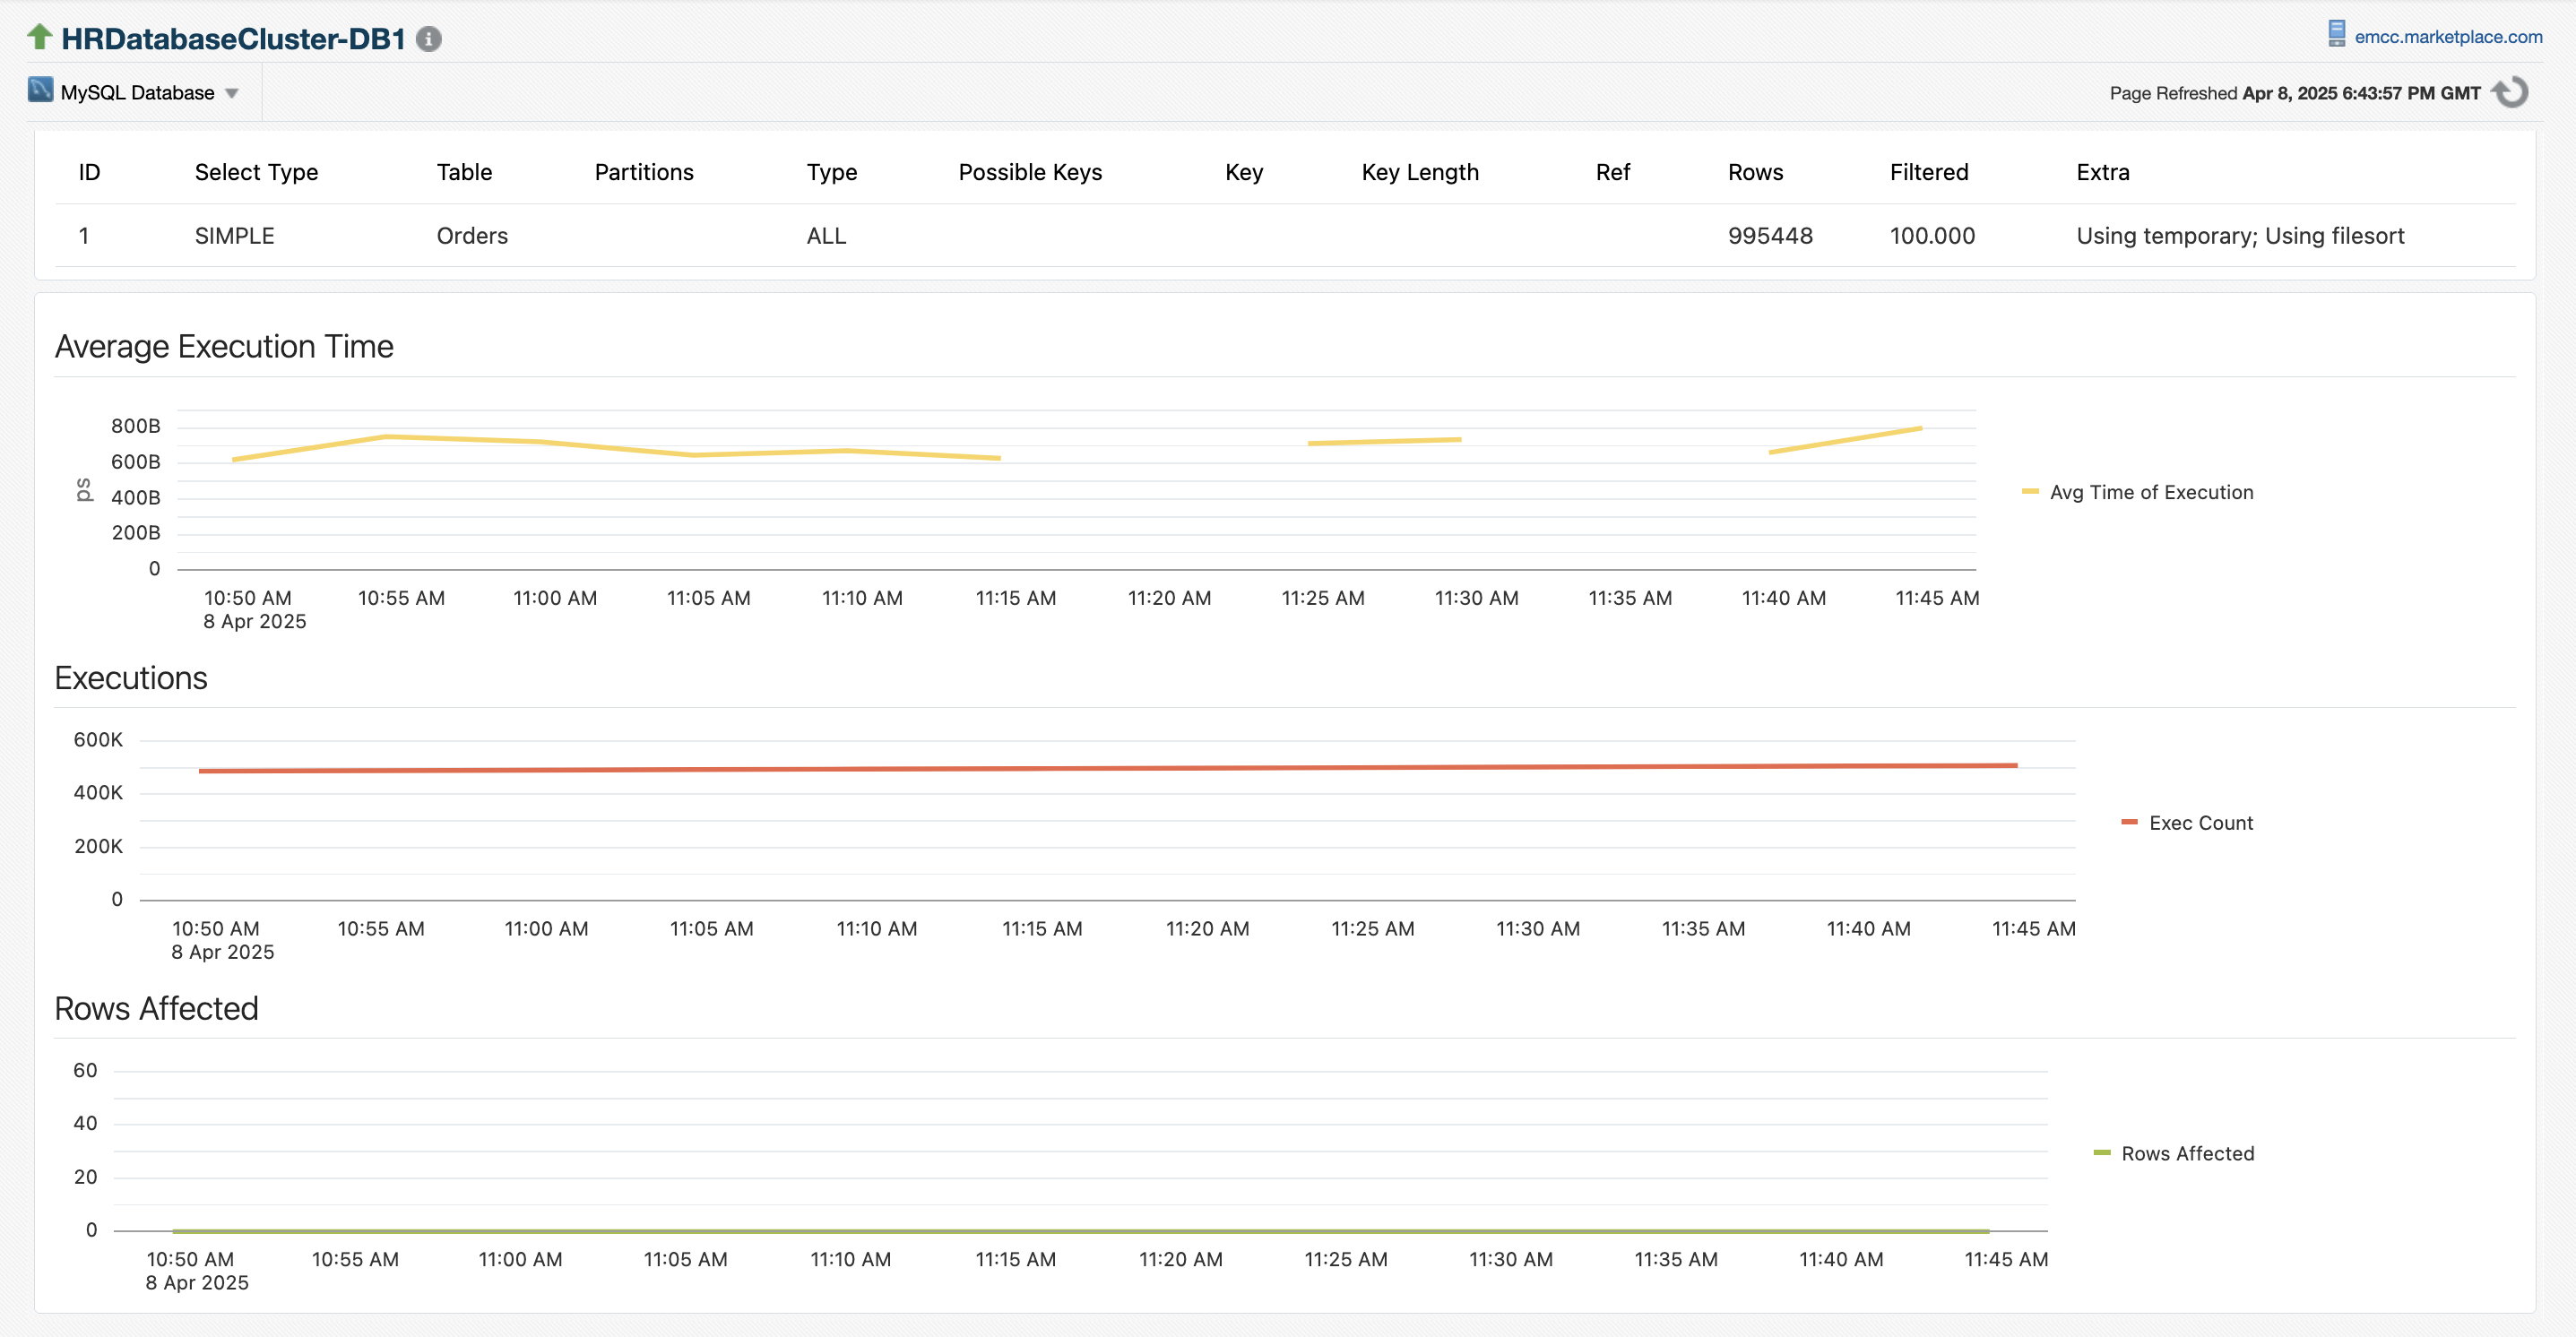 HRDatabaseCluster-DB1
emcc.marketplace.com
MySQL Database
Page Refreshed Apr 8, 2025 6:43:57 PM GMT
ID Select Type Table Partitions Type Possible Keys Key Key Length Ref Rows Filtered Extra
1 SIMPLE Orders ALL 995448 100.000 Using temporary; Using filesort
Average Execution Time
800B
600B
400B
200B
0
ps
10:50 AM 10:55 AM 11:00 AM 11:05 AM 11:10 AM 11:15 AM 11:20 AM 11:25 AM 11:30 AM 11:35 AM 11:40 AM 11:45 AM
8 Apr 2025
Avg Time of Execution
Executions
600K
400K
200K
0
10:50 AM 10:55 AM 11:00 AM 11:05 AM 11:10 AM 11:15 AM 11:20 AM 11:25 AM 11:30 AM 11:35 AM 11:40 AM 11:45 AM
8 Apr 2025
Exec Count
Rows Affected
60
40
20
0
10:50 AM 10:55 AM 11:00 AM 11:05 AM 11:10 AM 11:15 AM 11:20 AM 11:25 AM 11:30 AM 11:35 AM 11:40 AM 11:45 AM
8 Apr 2025
Rows Affected